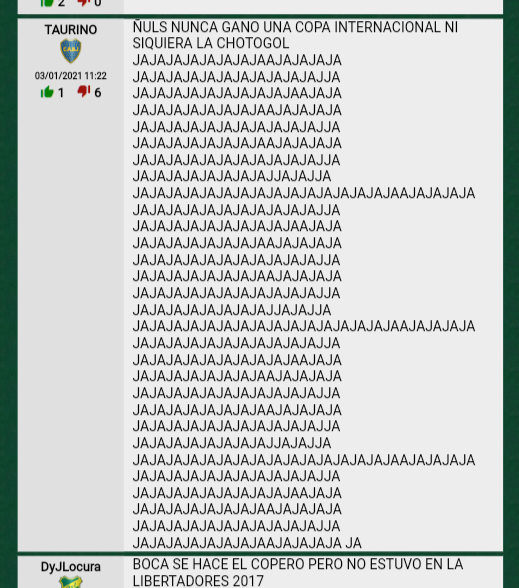 2 0
TAURINO
03/01/2021 11:22
1 6
ÑULS NUNCA GANO UNA COPA INTERNACIONAL NI
SIQUIERA LA CHOTOGOL
JAJAJAJAJAJAJAJAAJAJAJAJA
JAJAJAJAJAJAJAJAJAJAJAJJA
JAJAJAJAJAJAJAJAJAJAAJAJA
JAJAJAJAJAJAJAJAAJAJAJAJA
JAJAJAJAJAJAJAJAJAJAJAJJA
JAJAJAJAJAJAJAJAAJAJAJAJA
JAJAJAJAJAJAJAJAJAJAJAJJA
JAJAJAJAJAJAJAJAJJAJAJJA
JAJAJAJAJAJAJAJAJAJAJAJAJAJAJAJAAJAJAJAJA
JAJAJAJAJAJAJAJAJAJAJAJJA
JAJAJAJAJAJAJAJAJAJAAJAJA
JAJAJAJAJAJAJAJAAJAJAJAJA
JAJAJAJAJAJAJAJAJAJAJAJJA
JAJAJAJAJAJAJAJAAJAJAJAJA
JAJAJAJAJAJAJAJAJAJAJAJJA
JAJAJAJAJAJAJAJAJJAJAJJA
JAJAJAJAJAJAJAJAJAJAJAJAJAJAJAJAAJAJAJAJA
JAJAJAJAJAJAJAJAJAJAJAJJA
JAJAJAJAJAJAJAJAJAJAAJAJA
JAJAJAJAJAJAJAJAAJAJAJAJA
JAJAJAJAJAJAJAJAJAJAJAJJA
JAJAJAJAJAJAJAJAAJAJAJAJA
JAJAJAJAJAJAJAJAJAJAJAJJA
JAJAJAJAJAJAJAJAJJAJAJJA
JAJAJAJAJAJAJAJAJAJAJAJAJAJAJAJAAJAJAJAJA
JAJAJAJAJAJAJAJAJAJAJAJJA
JAJAJAJAJAJAJAJAJAJAAJAJA
JAJAJAJAJAJAJAJAAJAJAJAJA
JAJAJAJAJAJAJAJAJAJAJAJJA
JAJAJAJAJAJAJAJAAJAJAJAJA JA
DyJLocura
BOCA SE HACE EL COPERO PERO NO ESTUVO EN LA
LIBERTADORES 2017